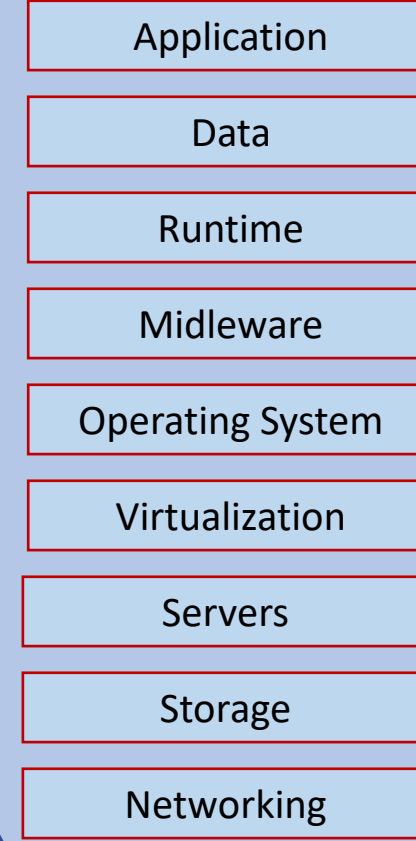 Application
Data
Runtime
Midleware
Operating System
Virtualization
Servers
Storage
Networking